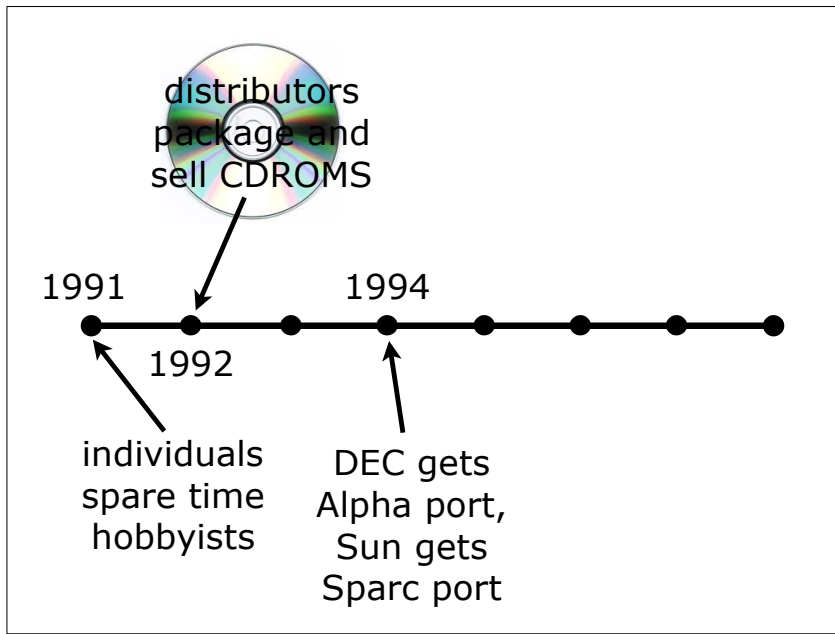 distributors
package and
sell CDROMS
1991
1994
1992
individuals
spare time
hobbyists
DEC gets
Alpha port,
Sun gets
Sparc port